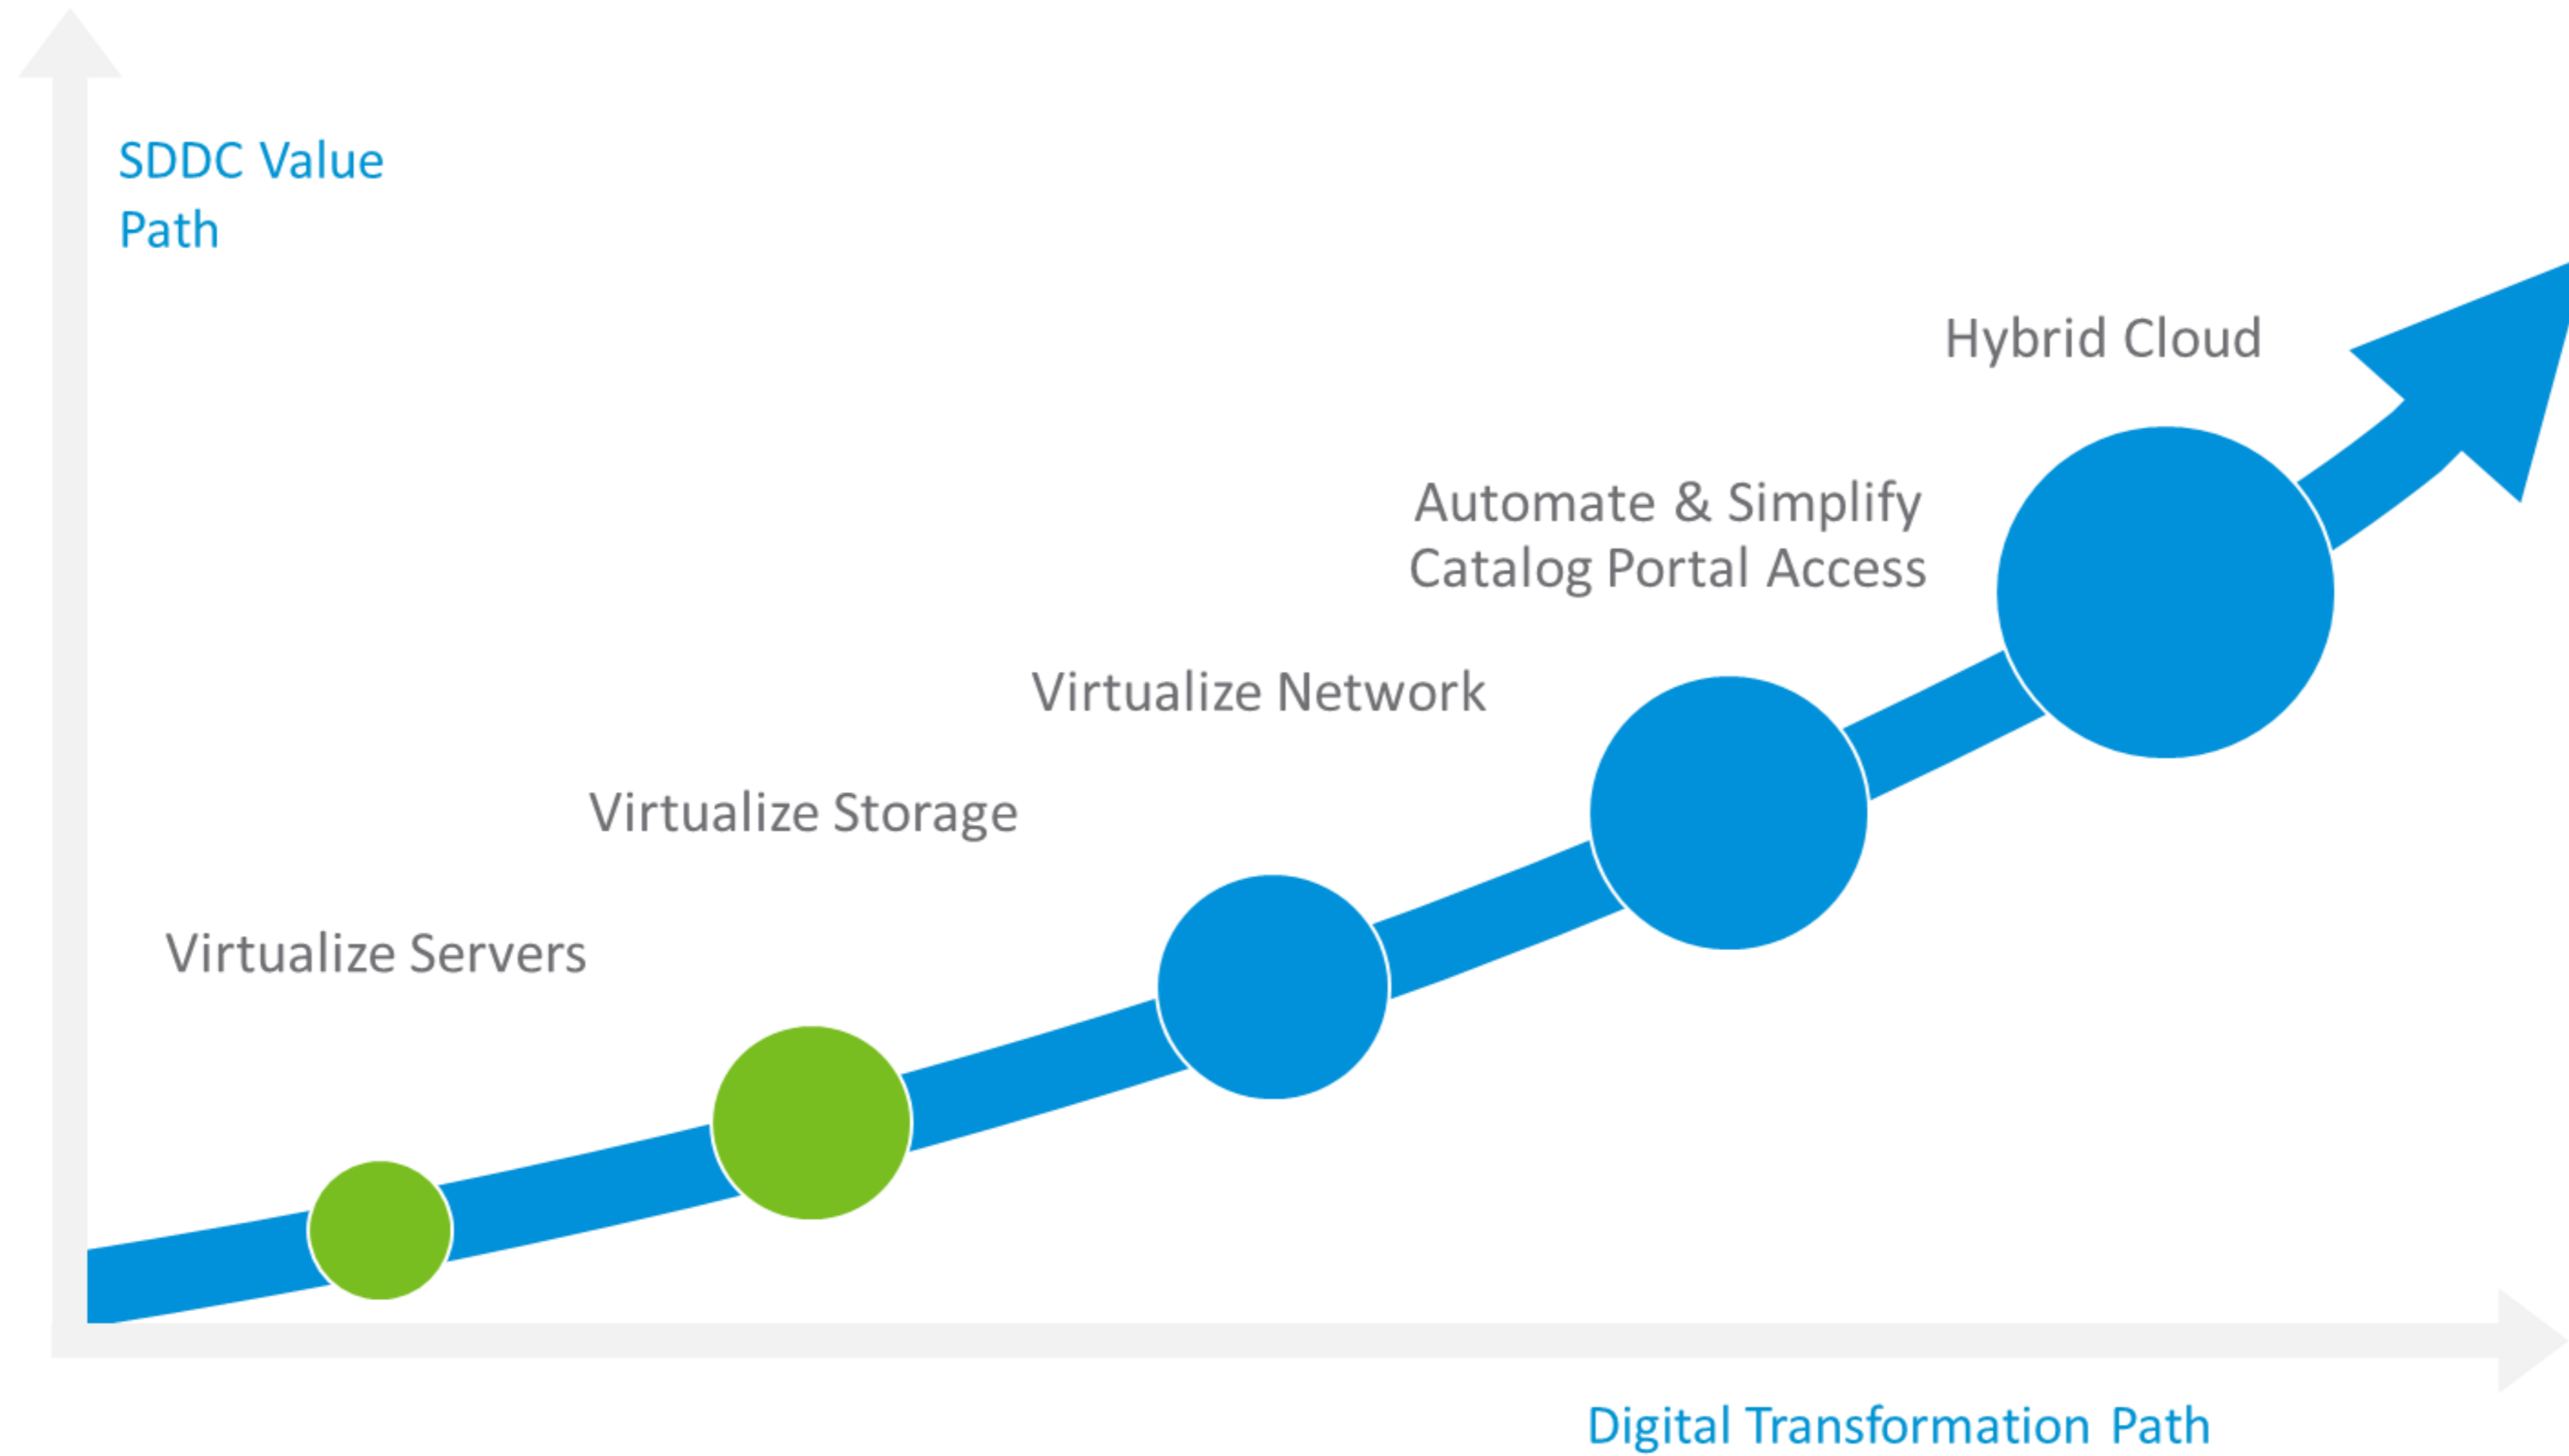 SDDC Value
Path
Hybrid Cloud
Automate & Simplify
Catalog Portal Access
Virtualize Network
Virtualize Storage
Virtualize Servers
Digital Transformation Path